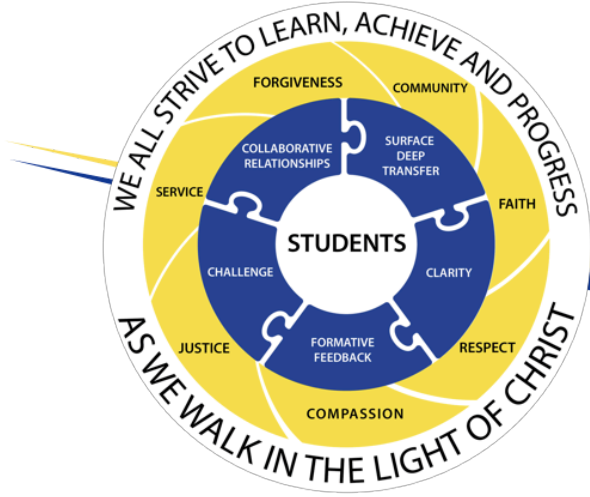 WE ALL STRIVE TO LEARN, ACHIEVE AND PROGRESS
FORGIVENESS
COMMUNITY
COLLABORATIVE
RELATIONSHIPS
SURFACE
DEEP
TRANSFER
SERVICE
FAITH
STUDENTS
CHALLENGE
CLARITY
FORMATIVE
FEEDBACK
JUSTICE
RESPECT
COMPASSION
AS WE WALK IN THE LIGHT OF CHRIST